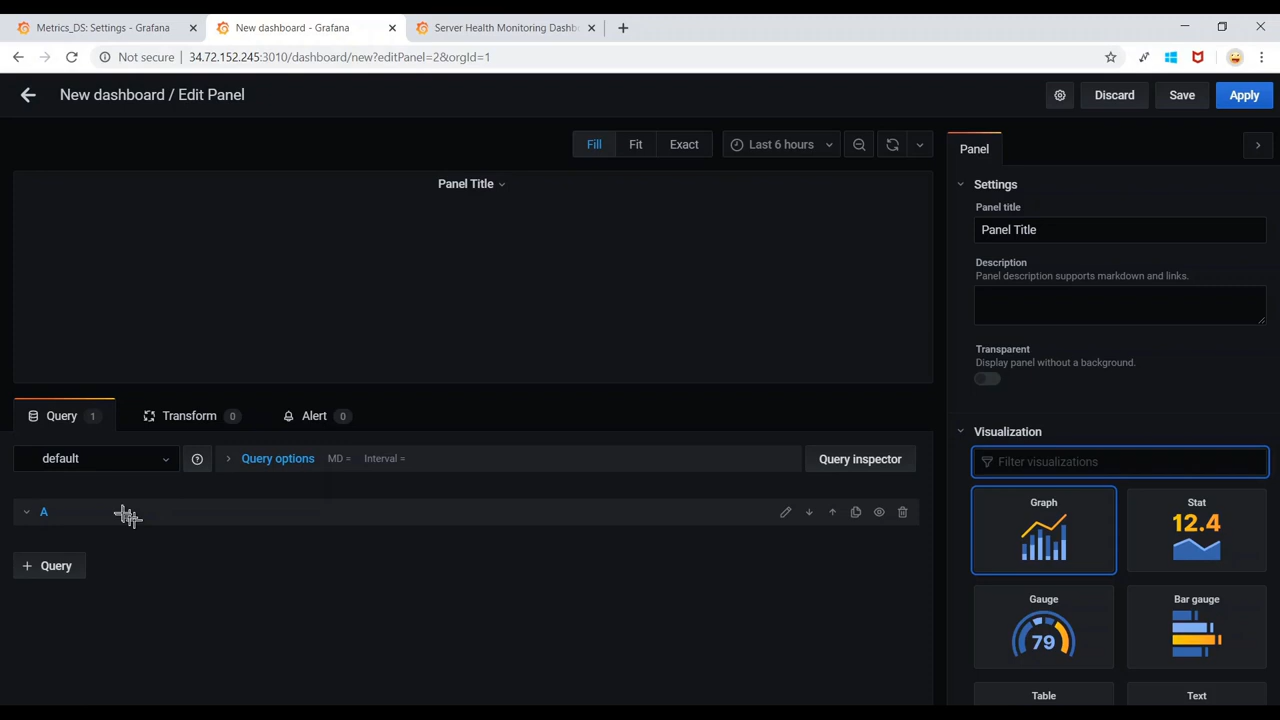 Metrics_DS: Settings - Grafana
New dashboard - Grafana
Server Health Monitoring Dashb
Not secure
34.72.152.245:3010/dashboard/new?editPanel=2&orgId=1
New dashboard / Edit Panel
Discard
Save
Apply
Fill
Fit
Exact
Last 6 hours
Panel
Panel Title
Settings
Panel title
Panel Title
Description
Panel description supports markdown and links.
Transparent
Display panel without a background.
Query 1
Transform 0
Alert 0
default
Query options
MD =
Interval =
Query inspector
A
+ Query
Visualization
Filter visualizations
Graph
Stat
12.4
Gauge
79
Bar gauge
Table
Text